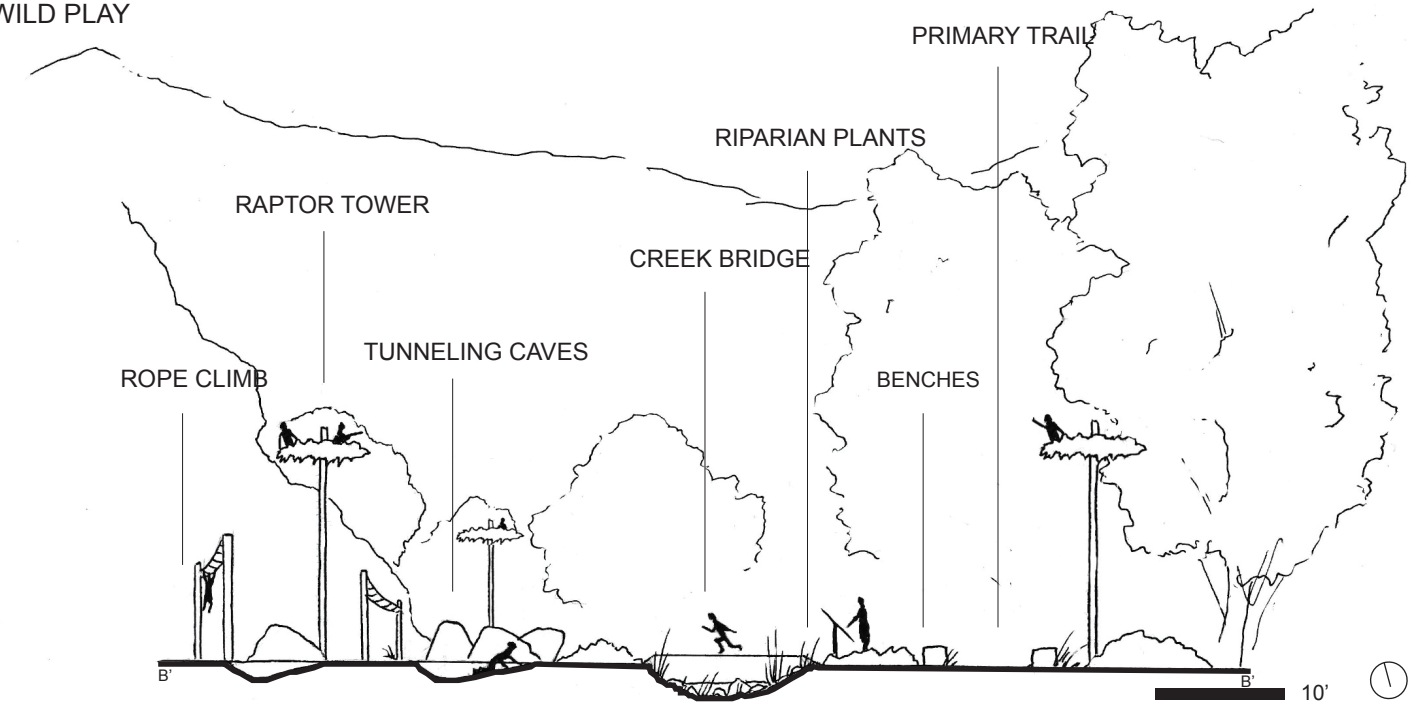 WILD PLAY
PRIMARY TRAIL
RIPARIAN PLANTS
RAPTOR TOWER
CREEK BRIDGE
TUNNELING CAVES
ROPE CLIMB
BENCHES
B'
B'
10'